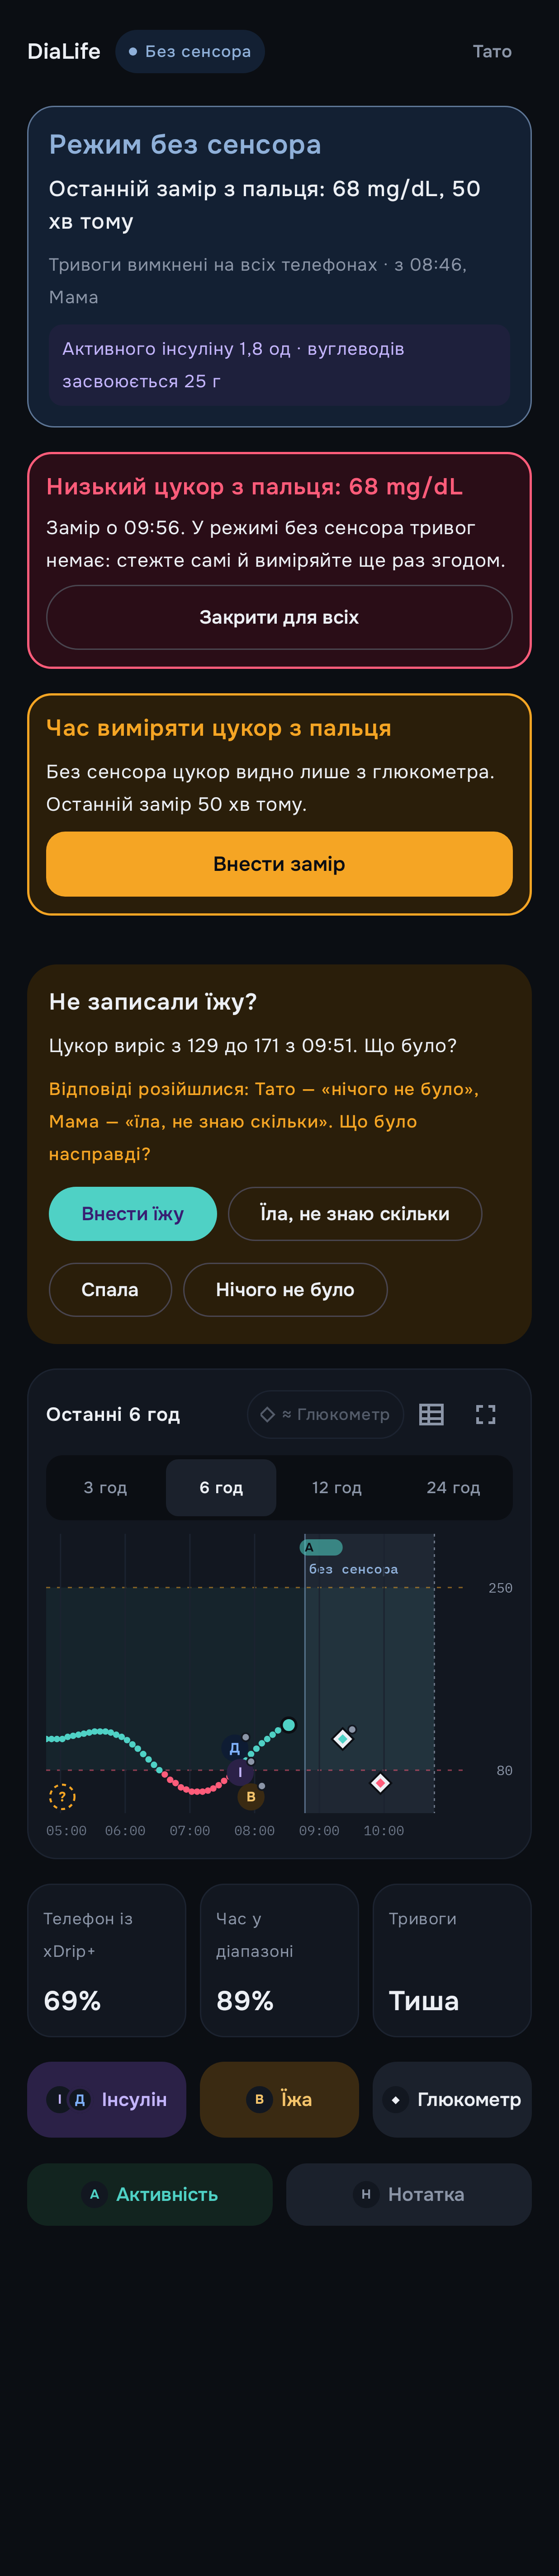 DiaLife
Без сенсора
Тато
Режим без сенсора
Останній замір з пальця: 68 mg/dL, 50
хв тому
Тривоги вимкнені на всіх телефонах · з 08:46,
Мама
Активного інсуліну 1,8 од · вуглеводів
засвоюється 25 г
Низький цукор з пальця: 68 mg/dL
Замір о 09:56. У режимі без сенсора тривог
немає: стежте самі й виміряйте ще раз згодом.
Закрити для всіх
Час виміряти цукор з пальця
Без сенсора цукор видно лише з глюкометра.
Останній замір 50 хв тому.
Внести замір
Не записали їжу?
Цукор виріс з 129 до 171 з 09:51. Що було?
Відповіді розійшлися: Тато — «нічого не було»,
Мама — «їла, не знаю скільки». Що було
насправді?
Внести їжу
Їла, не знаю скільки
Спала
Нічого не було
Останні 6 год
≈ Глюкометр
3 год
6 год
12 год
24 год
А
без сенсора
250
Д
І
80
?
В
05:00 06:00 07:00 08:00 09:00 10:00
Телефон із
xDrip+
69%
Час у
діапазоні
89%
Тривоги
Тиша
І Д Інсулін
В Їжа
Глюкометр
А Активність
Н Нотатка